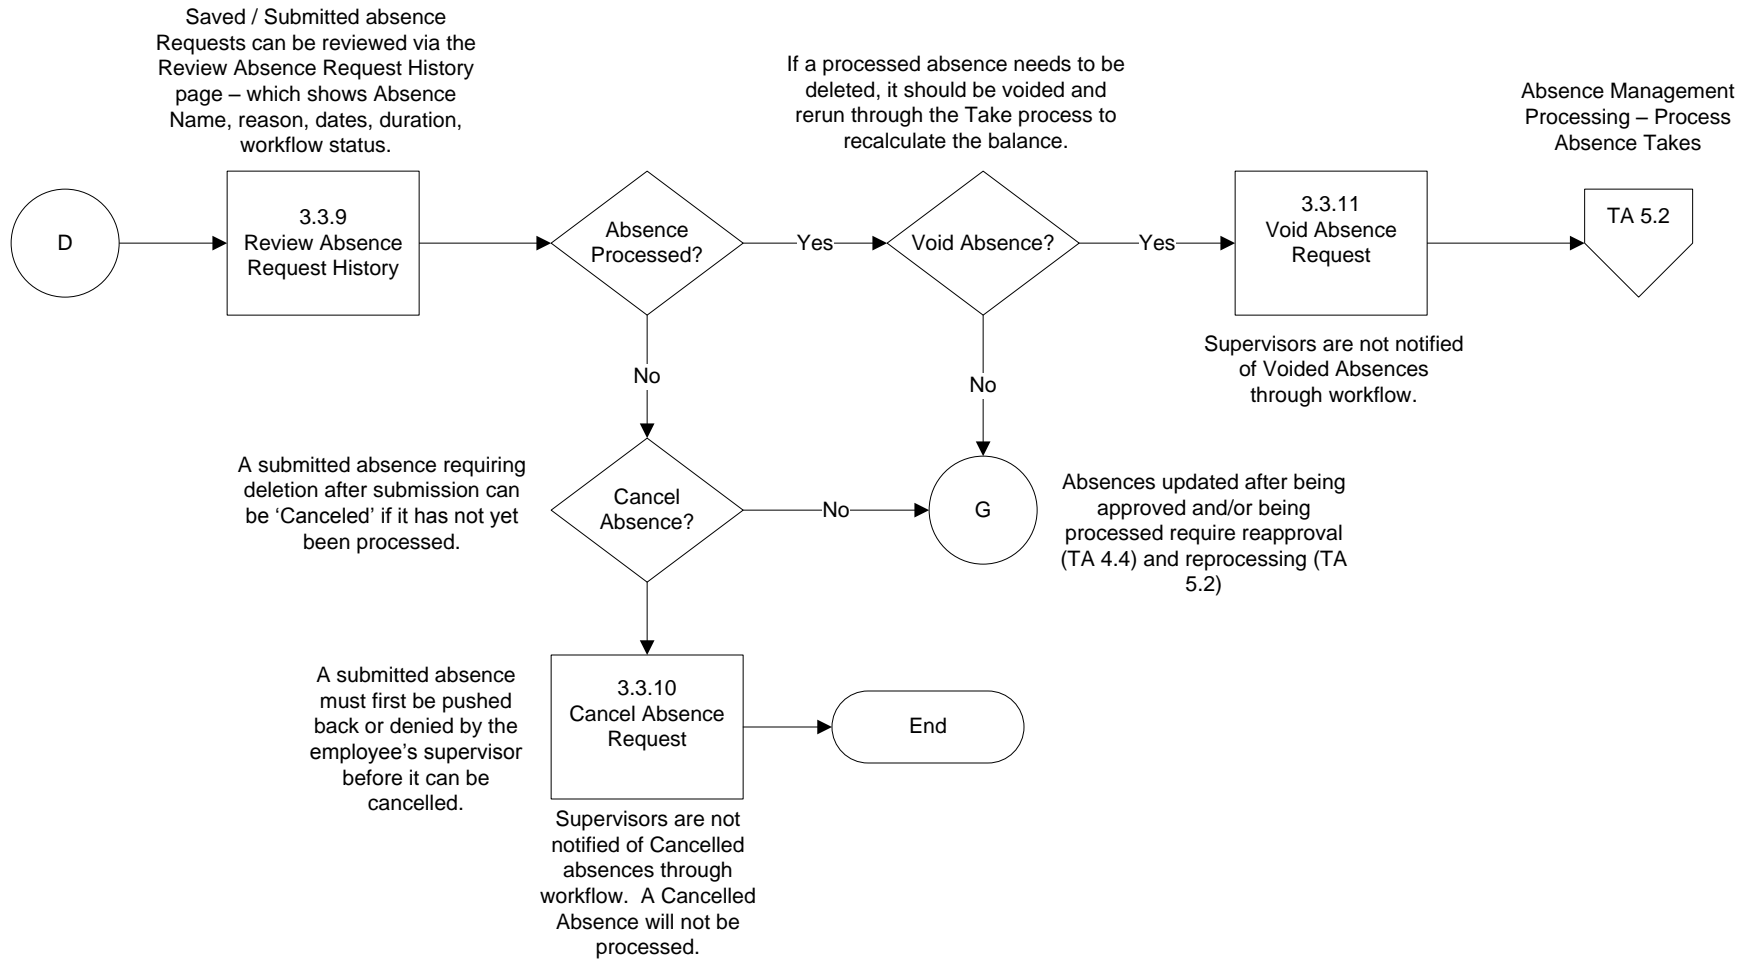 Saved / Submitted absence
Requests can be reviewed via the
Review Absence Request History
page – which shows Absence
Name, reason, dates, duration,
workflow status.
If a processed absence needs to be
deleted, it should be voided and
rerun through the Take process to
recalculate the balance.
Absence Management
Processing – Process
Absence Takes
D
3.3.9
Review Absence
Request History
Absence
Processed?
Yes
Void Absence?
Yes
3.3.11
Void Absence
Request
TA 5.2
Supervisors are not notified
of Voided Absences
through workflow.
No
No
A submitted absence requiring
deletion after submission can
be ‘Canceled’ if it has not yet
been processed.
Cancel
Absence?
No
G
Absences updated after being
approved and/or being
processed require reapproval
(TA 4.4) and reprocessing (TA
5.2)
A submitted absence
must first be pushed
back or denied by the
employee’s supervisor
before it can be
cancelled.
3.3.10
Cancel Absence
Request
End
Supervisors are not
notified of Cancelled
absences through
workflow.  A Cancelled
Absence will not be
processed.